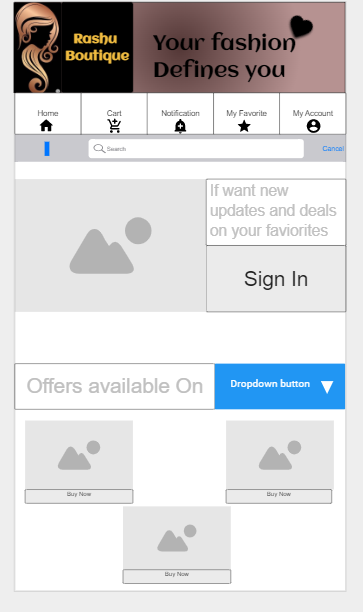 Rashu
Boutique
Your fashion
Defines you
Home
Cart
Notification
My Favorite
My Account
Search
Cancel
If want new
updates and deals
on your faviorites
Sign In
Offers available On
Dropdown button
Buy Now
Buy Now
Buy Now